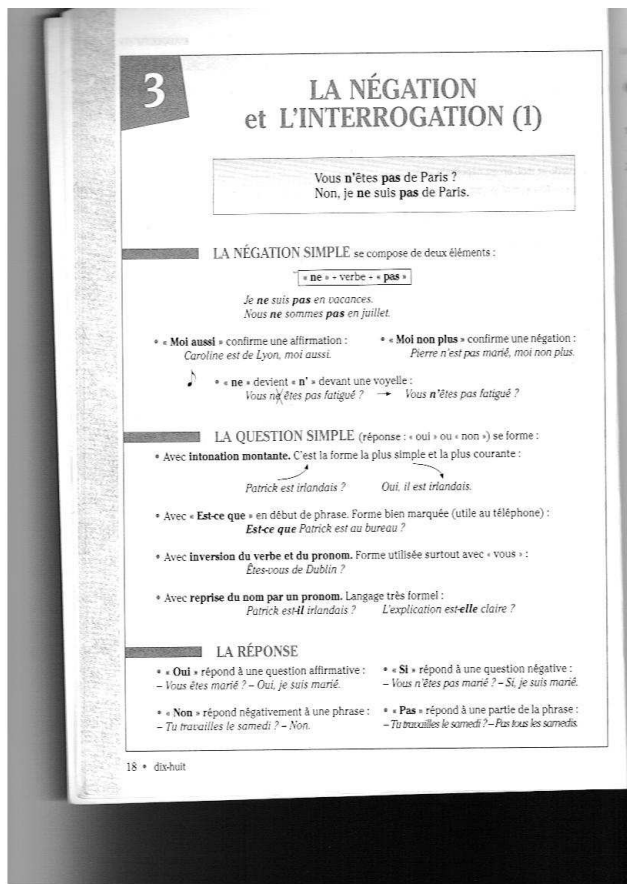 3
LA NÉGATION
et L'INTERROGATION (1)
Vous n'êtes pas de Paris ?
Non, je ne suis pas de Paris.
LA NÉGATION SIMPLE se compose de deux éléments :
« ne » + verbe + « pas »
Je ne suis pas en vacances.
Nous ne sommes pas en juillet.
• « Moi aussi » confirme une affirmation :
Caroline est de Lyon, moi aussi.
• « Moi non plus » confirme une négation :
Pierre n'est pas marié, moi non plus.
• « ne » devient « n' » devant une voyelle :
Vous ne êtes pas fatigué ? → Vous n'êtes pas fatigué ?
LA QUESTION SIMPLE (réponse : « oui » ou « non ») se forme :
• Avec intonation montante. C'est la forme la plus simple et la plus courante :
Patrick est irlandais ? Oui, il est irlandais.
• Avec « Est-ce que » en début de phrase. Forme bien marquée (utile au téléphone) :
Est-ce que Patrick est au bureau ?
• Avec inversion du verbe et du pronom. Forme utilisée surtout avec « vous » :
Êtes-vous de Dublin ?
• Avec reprise du nom par un pronom. Langage très formel :
Patrick est-il irlandais ? L'explication est-elle claire ?
LA RÉPONSE
• « Oui » répond à une question affirmative :
– Vous êtes marié ? – Oui, je suis marié.
• « Si » répond à une question négative :
– Vous n'êtes pas marié ? – Si, je suis marié.
• « Non » répond négativement à une phrase :
– Tu travailles le samedi ? – Non.
• « Pas » répond à une partie de la phrase :
– Tu travailles le samedi ? – Pas tous les samedis.
18 • dix-huit